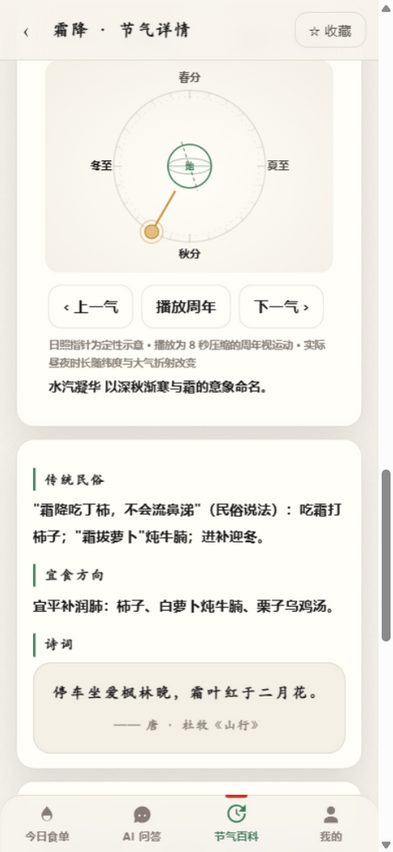 ‹ 霜降 · 节气详情 ☆ 收藏
春分
冬至 地 夏至
秋分
‹ 上一气 播放周年 下一气 ›
日照指针为定性示意 · 播放为 8 秒压缩的周年视运动 · 实际
昼夜时长随纬度与大气折射改变
水汽凝华 以深秋渐寒与霜的意象命名。
传统民俗
"霜降吃丁柿，不会流鼻涕"（民俗说法）：吃霜打
柿子；"霜拔萝卜"炖牛腩；进补迎冬。
宜食方向
宜平补润肺：柿子、白萝卜炖牛腩、栗子乌鸡汤。
诗词
停车坐爱枫林晚，霜叶红于二月花。
—— 唐 · 杜牧《山行》
今日食单 AI 问答 节气百科 我的